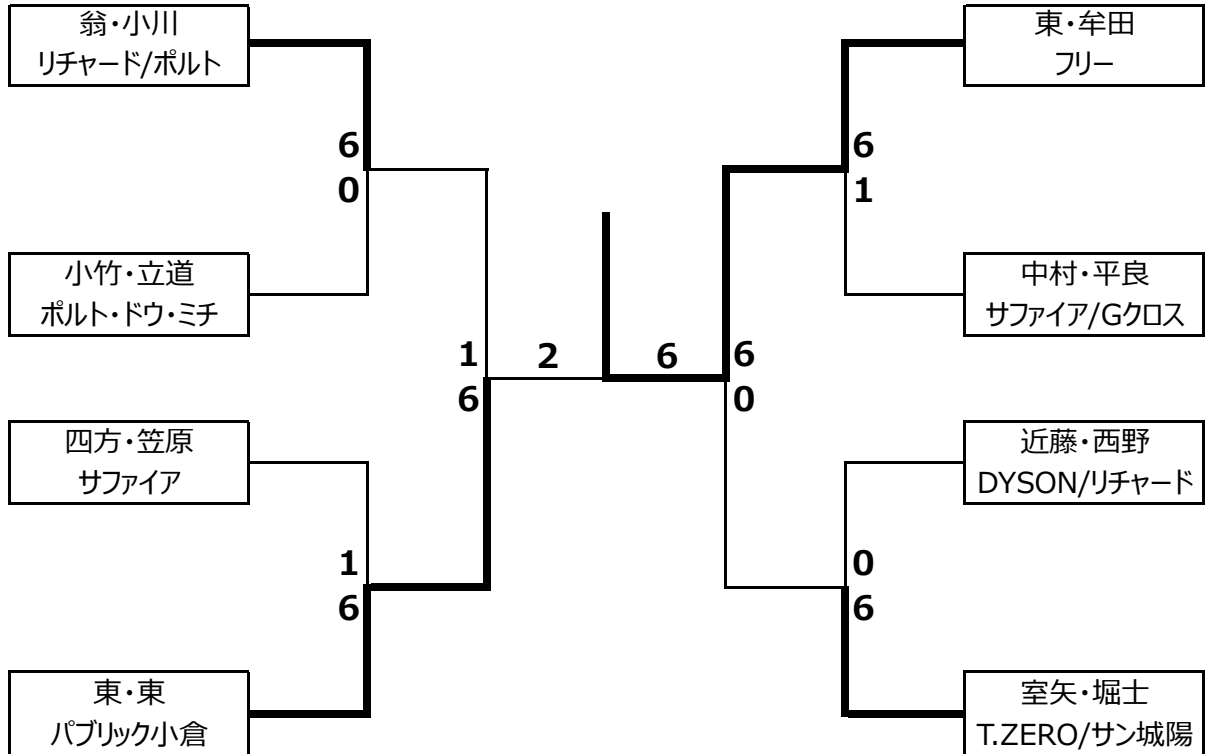 翁・小川
リチャード/ポルト
東・牟田
フリー
6
0
6
1
小竹・立道
ポルト・ドウ・ミチ
中村・平良
サファイア/Gクロス
1
6
2
6
6
0
四方・笠原
サファイア
近藤・西野
DYSON/リチャード
1
6
0
6
東・東
パブリック小倉
室矢・堀士
T.ZERO/サン城陽